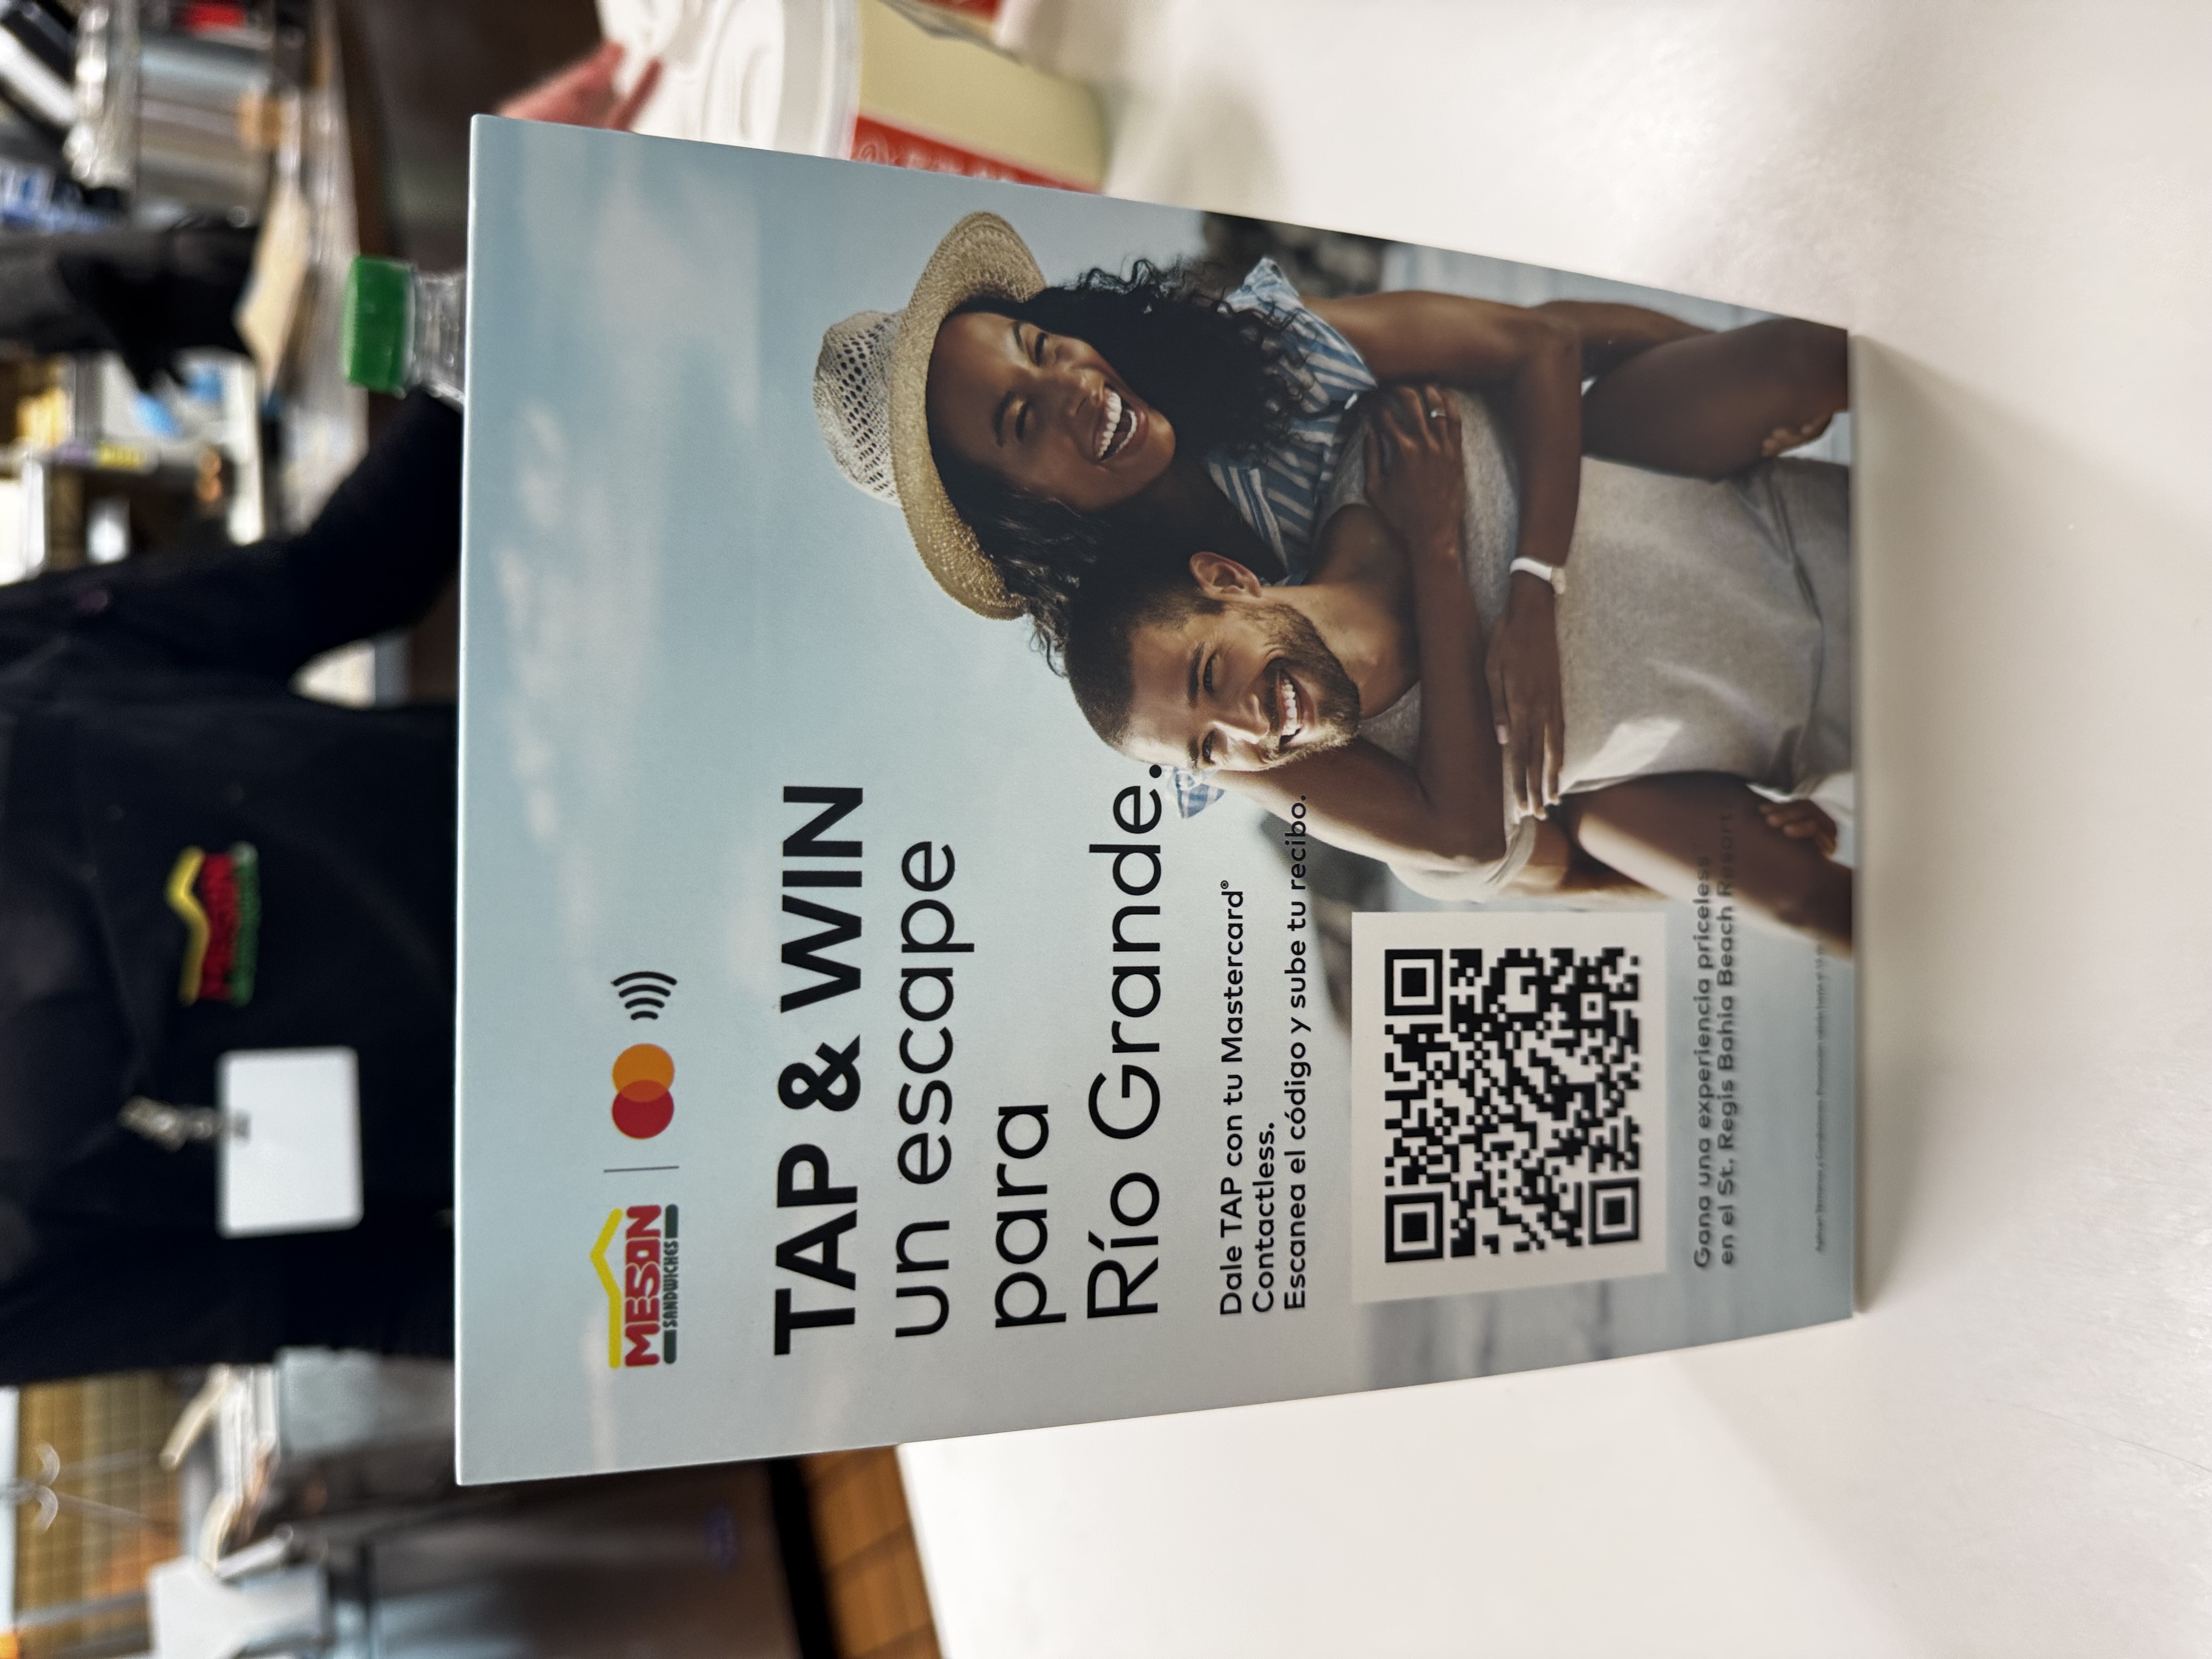 MESON
SANDWICHES
TAP & WIN
un escape
para
Río Grande.
Dale TAP con tu Mastercard®
Contactless.
Escanea el código y sube tu recibo.
Gana una experiencia priceless
en el St. Regis Bahia Beach Resort
MESON